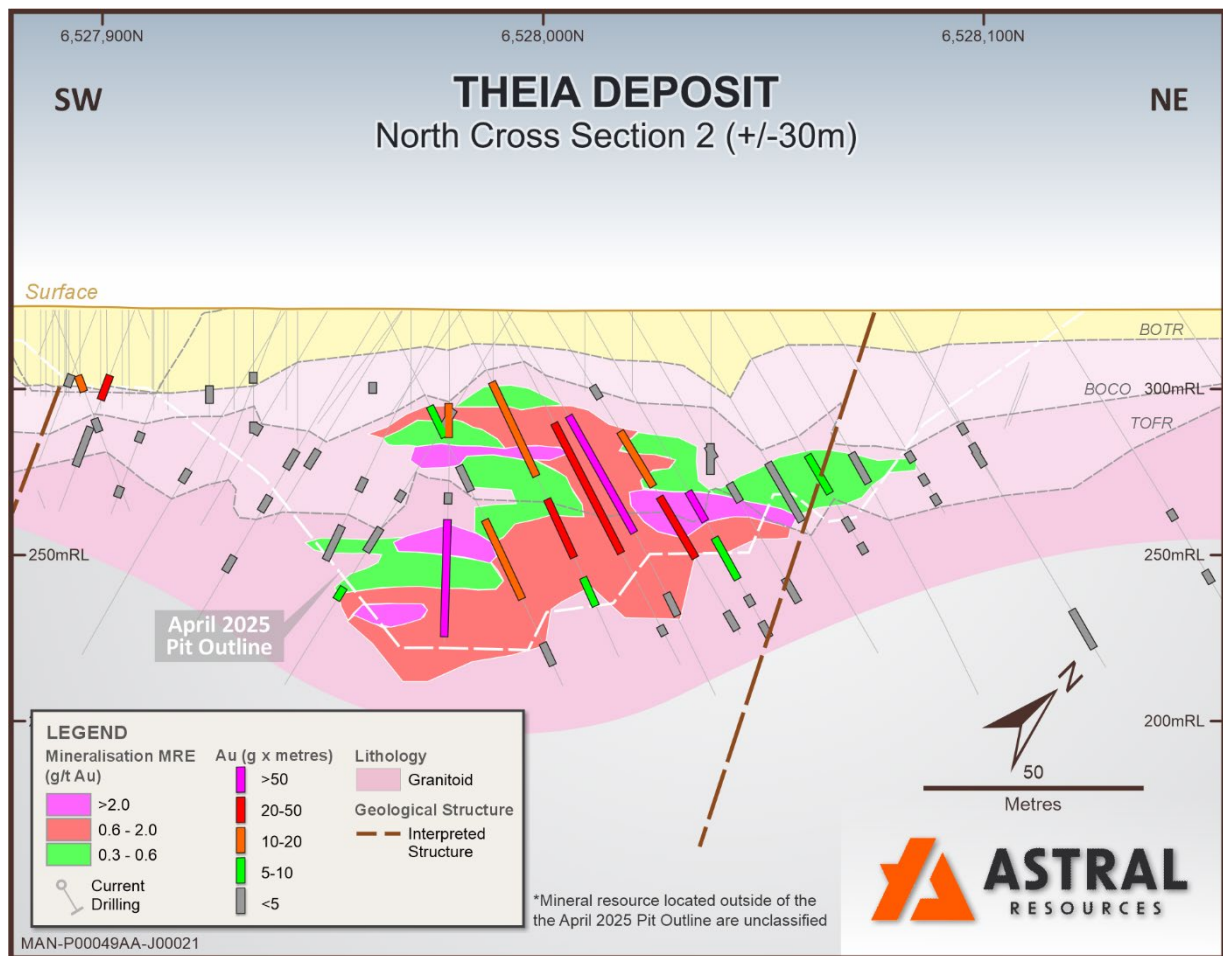 6,527,900N
6,528,000N
6,528,100N
SW
THEIA DEPOSIT
NE
North Cross Section 2 (+/-30m)
Surface
BOTR
BOCO
300mRL
TOFR
250mRL
250mRL
April 2025
Pit Outline
N
200mRL
50
Metres
LEGEND
Mineralisation MRE
(g/t Au)
>2.0
0.6 - 2.0
0.3 - 0.6
Current
Drilling
Au (g x metres)
>50
20-50
10-20
5-10
<5
Lithology
Granitoid
Geological Structure
Interpreted
Structure
*Mineral resource located outside of the
the April 2025 Pit Outline are unclassified
ASTRAL
RESOURCES
MAN-P00049AA-J00021